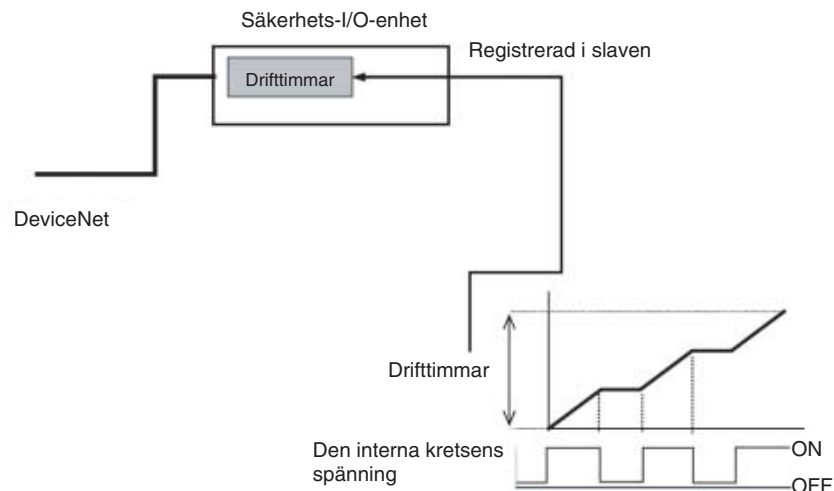 Säkerhets-I/O-enhet
Registrerad i slaven
Drifttimmar
DeviceNet
Drifttimmar
Den interna kretsens
spänning
ON
OFF